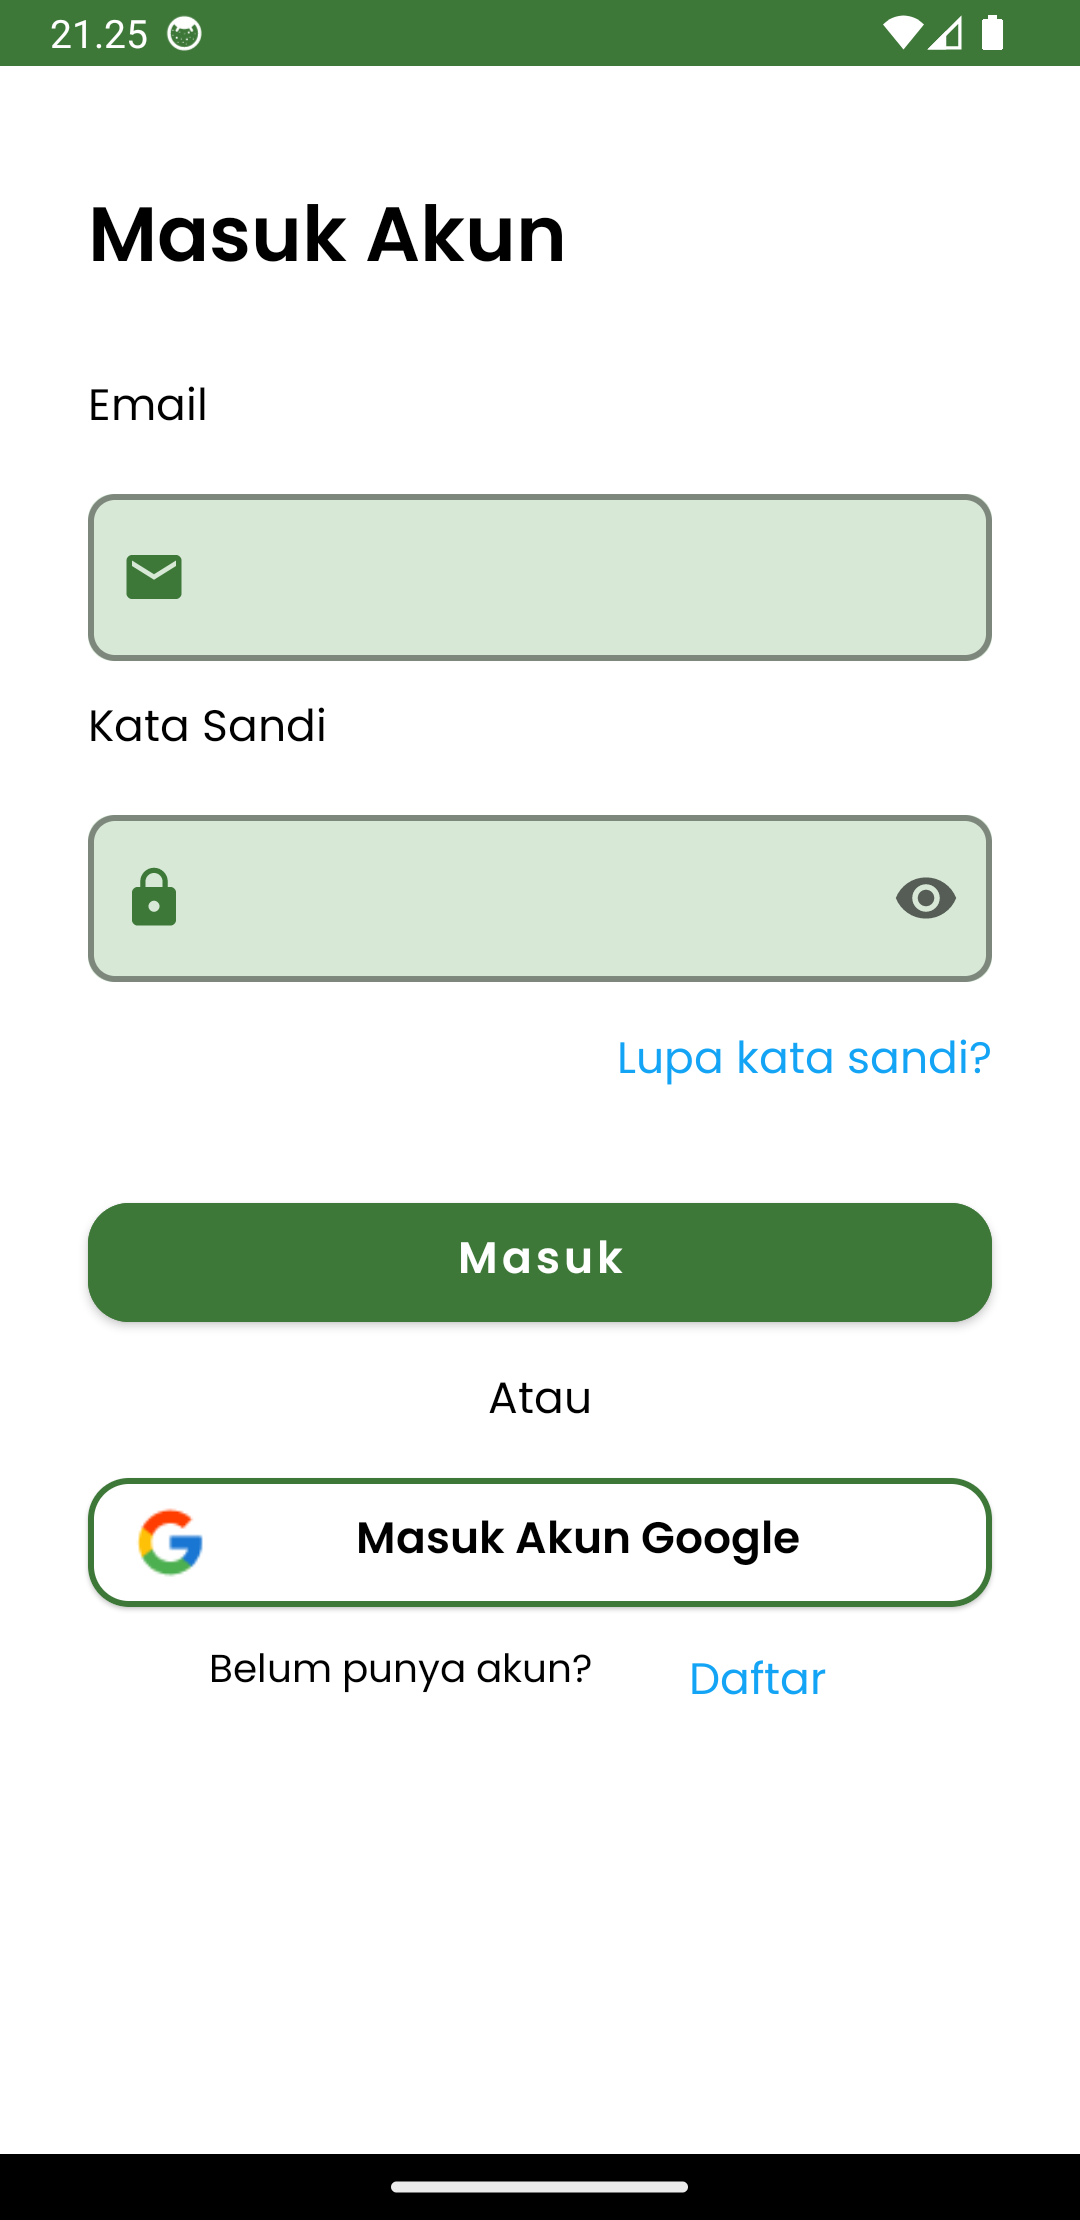 21.25
Masuk Akun
Email
Kata Sandi
Lupa kata sandi?
Masuk
Atau
Masuk Akun Google
Belum punya akun? Daftar